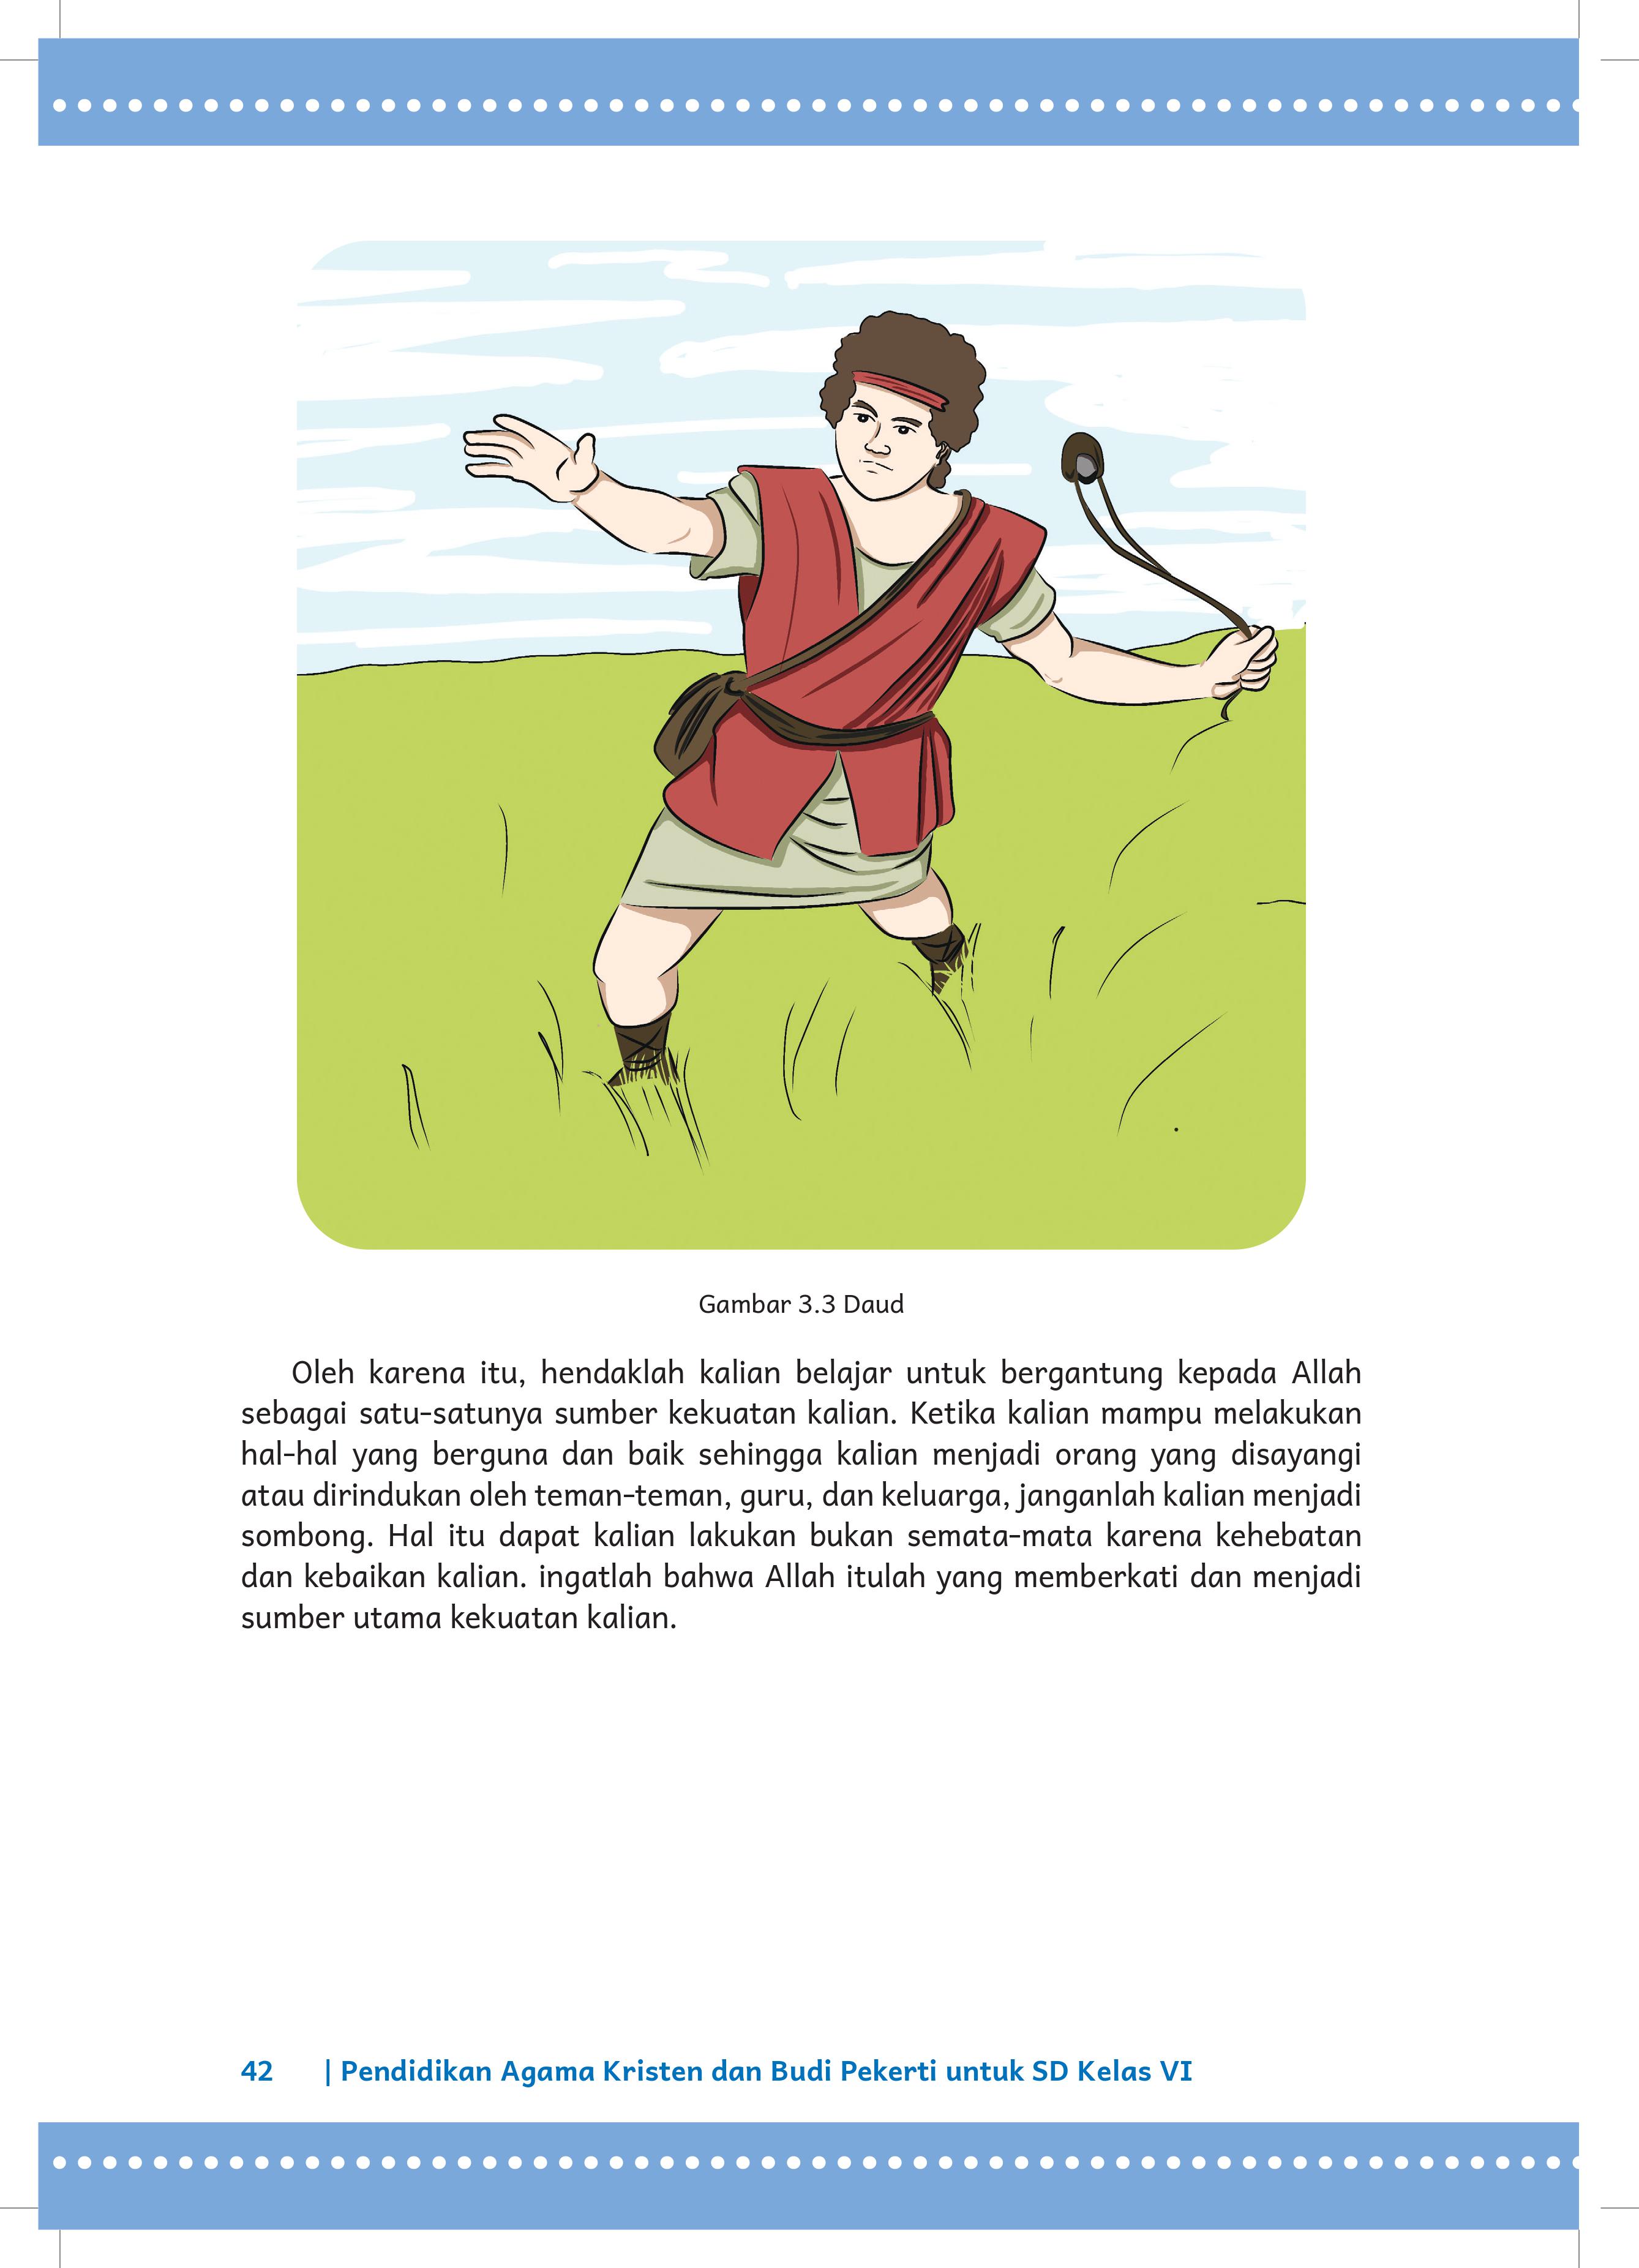 Gambar 3.3 Daud
Oleh karena itu, hendaklah kalian belajar untuk bergantung kepada Allah
sebagai satu-satunya sumber kekuatan kalian. Ketika kalian mampu melakukan
hal-hal yang berguna dan baik sehingga kalian menjadi orang yang disayangi
atau dirindukan oleh teman-teman, guru, dan keluarga, janganlah kalian menjadi
sombong. Hal itu dapat kalian lakukan bukan semata-mata karena kehebatan
dan kebaikan kalian. ingatlah bahwa Allah itulah yang memberkati dan menjadi
sumber utama kekuatan kalian.
42 | Pendidikan Agama Kristen dan Budi Pekerti untuk SD Kelas VI